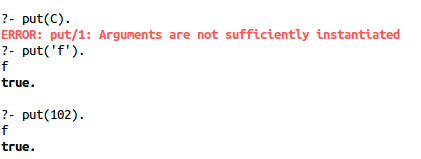 ?- put(C).
ERROR: put/1: Arguments are not sufficiently instantiated
?- put('f').
f
true.
?- put(102).
f
true.